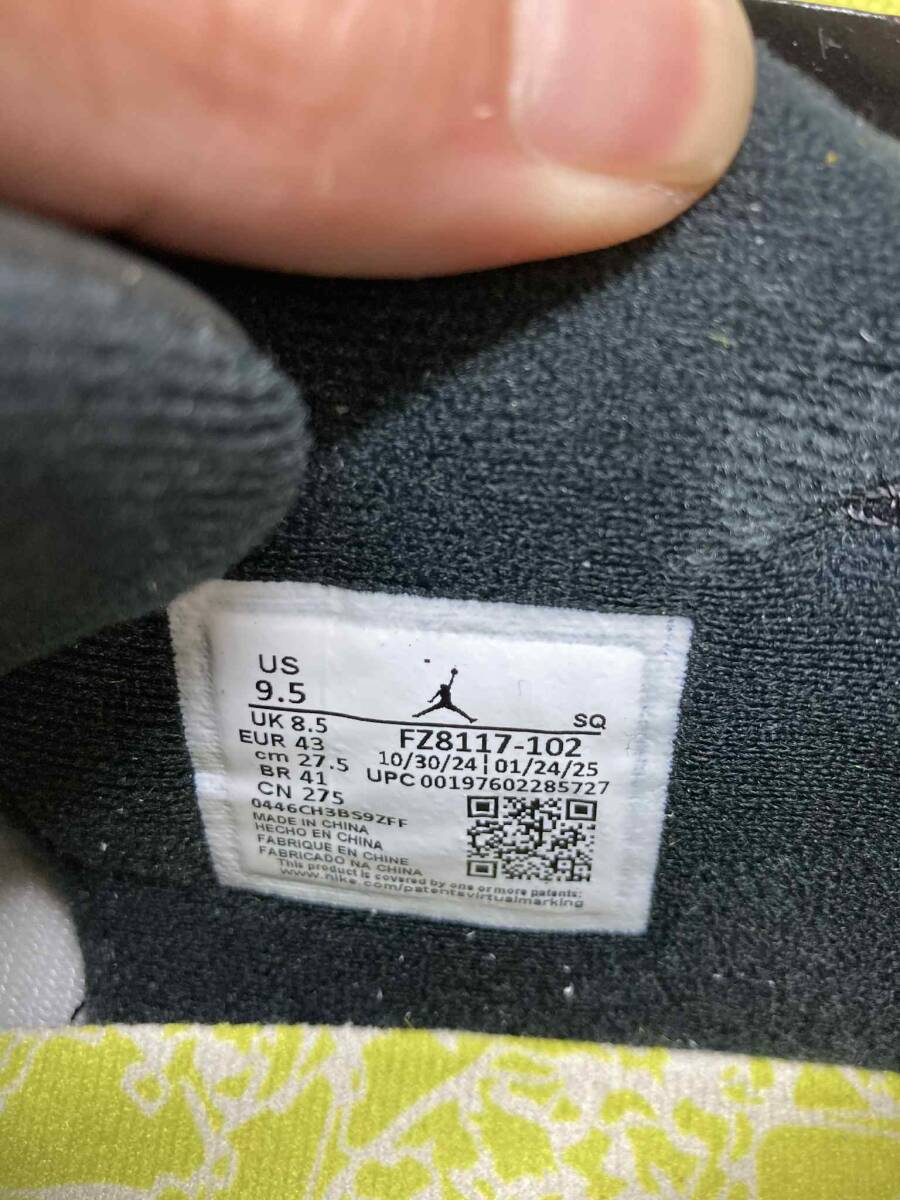 US
9.5
SQ
UK 8.5
FZ8117-102
EUR 43
10/30/24 01/24/25
cm 27.5
UPC 00197602285727
BR 41
CN 275
0446CH3BS9ZFF
MADE IN CHINA
HECHO EN CHINA
FABRIQUE EN CHINE
FABRICADO NA CHINA
This product is covered by one or more patents:
www.nike.com/patentsvirtualmarking